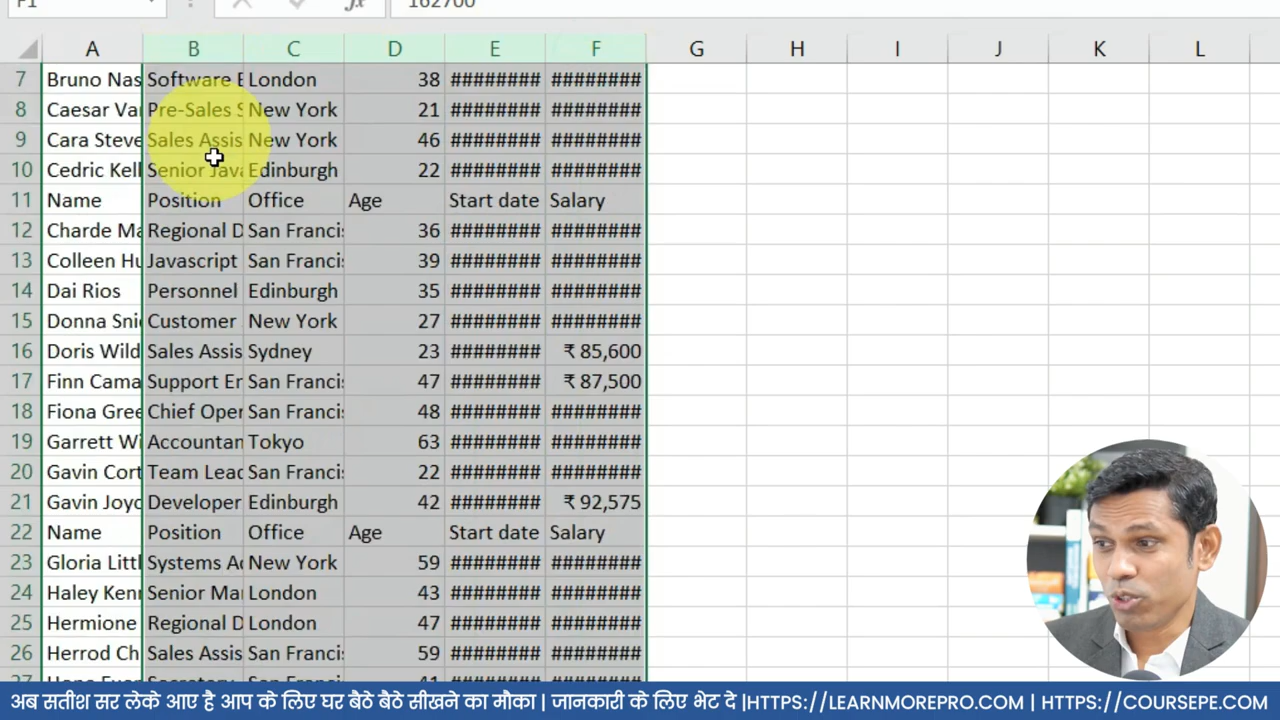 F1 fx 162700
A B C D E F G H I J K L
7 Bruno Nas Software E London 38 ######## ########
8 Caesar Va Pre-Sales S New York 21 ######## ########
9 Cara Steve Sales Assis New York 46 ######## ########
10 Cedric Kell Senior Java Edinburgh 22 ######## ########
11 Name Position Office Age Start date Salary
12 Charde Ma Regional D San Franci 36 ######## ########
13 Colleen Hu Javascript San Franci 39 ######## ########
14 Dai Rios Personnel Edinburgh 35 ######## ########
15 Donna Sni Customer New York 27 ######## ########
16 Doris Wild Sales Assis Sydney 23 ######## ₹ 85,600
17 Finn Cama Support En San Franci 47 ######## ₹ 87,500
18 Fiona Gree Chief Oper San Franci 48 ######## ########
19 Garrett Wi Accountan Tokyo 63 ######## ########
20 Gavin Cort Team Lead San Franci 22 ######## ########
21 Gavin Joyc Developer Edinburgh 42 ######## ₹ 92,575
22 Name Position Office Age Start date Salary
23 Gloria Littl Systems Ad New York 59 ######## ########
24 Haley Kenn Senior Mar London 43 ######## ########
25 Hermione Regional D London 47 ######## ########
26 Herrod Ch Sales Assis San Franci 59 ######## ########
अब सतीश सर लेके आए है आप के लिए घर बैठे बैठे सीखने का मौका | जानकारी के लिए भेट दे |HTTPS://LEARNMOREPRO.COM | HTTPS://COURSEPE.COM